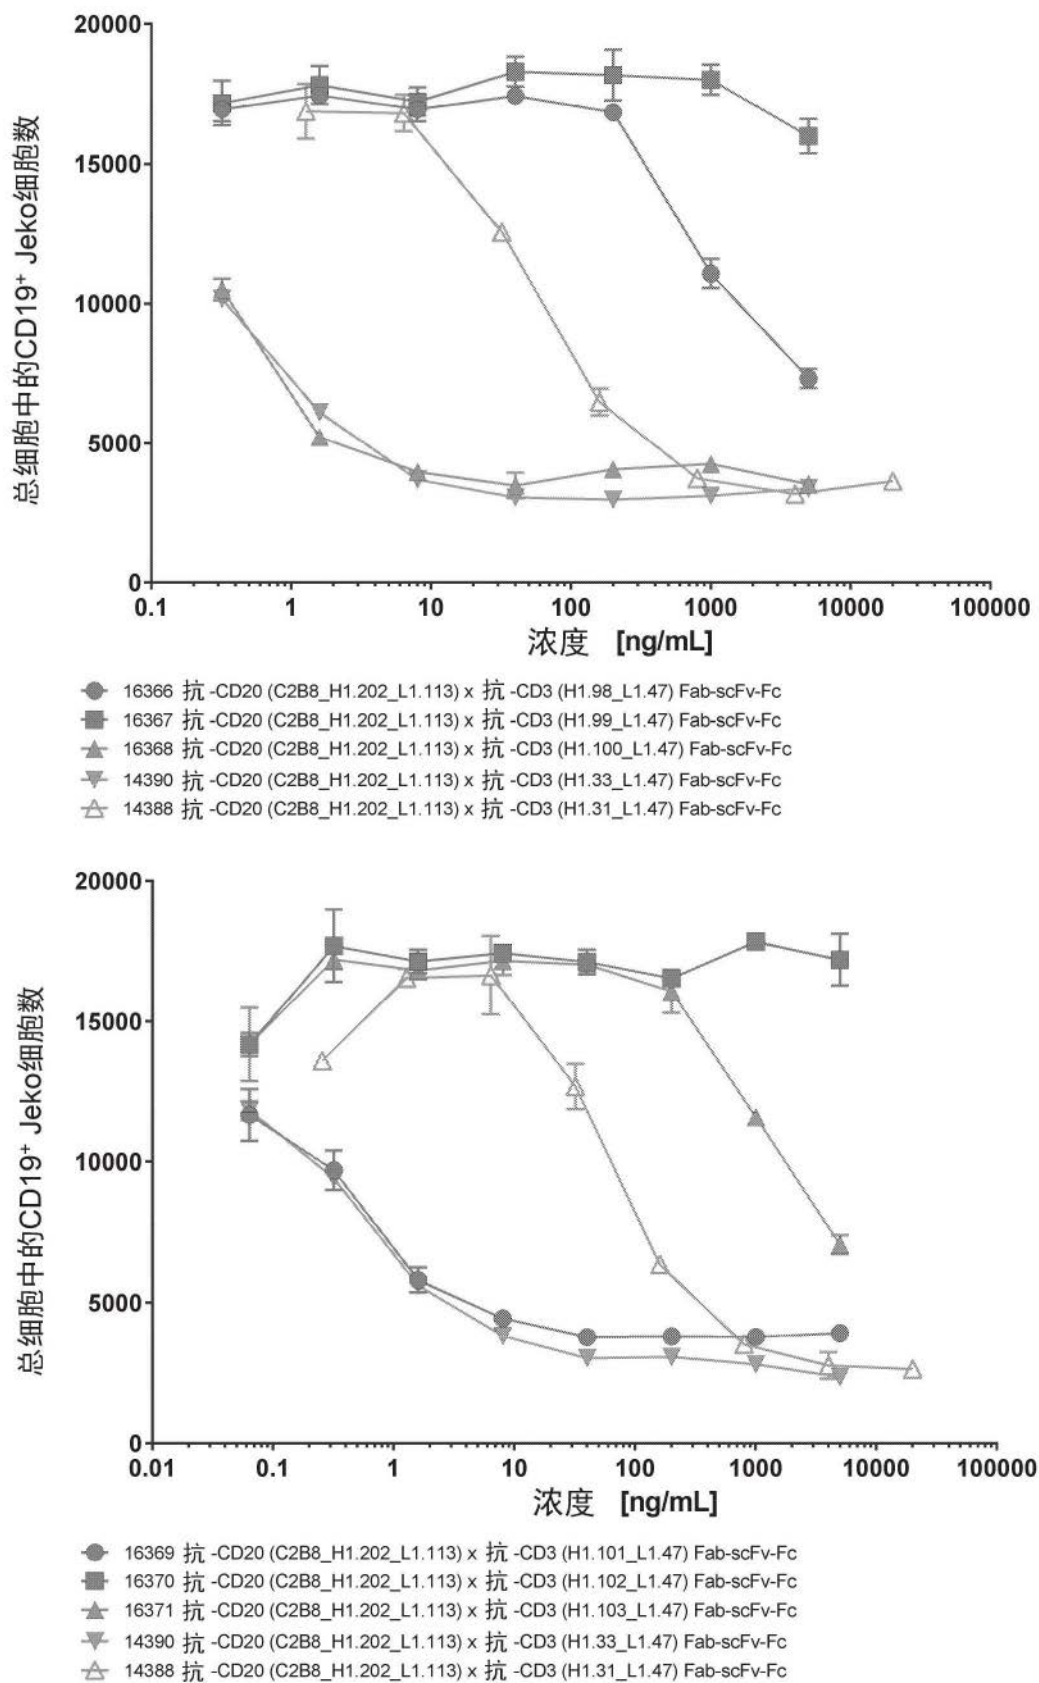 20000
15000
10000
5000
0
总细胞中的CD19⁺ Jeko细胞数
0.1 1 10 100 1000 10000 100000
浓度 [ng/mL]
16366 抗 -CD20 (C2B8_H1.202_L1.113) x 抗 -CD3 (H1.98_L1.47) Fab-scFv-Fc
16367 抗 -CD20 (C2B8_H1.202_L1.113) x 抗 -CD3 (H1.99_L1.47) Fab-scFv-Fc
16368 抗 -CD20 (C2B8_H1.202_L1.113) x 抗 -CD3 (H1.100_L1.47) Fab-scFv-Fc
14390 抗 -CD20 (C2B8_H1.202_L1.113) x 抗 -CD3 (H1.33_L1.47) Fab-scFv-Fc
14388 抗 -CD20 (C2B8_H1.202_L1.113) x 抗 -CD3 (H1.31_L1.47) Fab-scFv-Fc
20000
15000
10000
5000
0
总细胞中的CD19⁺ Jeko细胞数
0.01 0.1 1 10 100 1000 10000 100000
浓度 [ng/mL]
16369 抗 -CD20 (C2B8_H1.202_L1.113) x 抗 -CD3 (H1.101_L1.47) Fab-scFv-Fc
16370 抗 -CD20 (C2B8_H1.202_L1.113) x 抗 -CD3 (H1.102_L1.47) Fab-scFv-Fc
16371 抗 -CD20 (C2B8_H1.202_L1.113) x 抗 -CD3 (H1.103_L1.47) Fab-scFv-Fc
14390 抗 -CD20 (C2B8_H1.202_L1.113) x 抗 -CD3 (H1.33_L1.47) Fab-scFv-Fc
14388 抗 -CD20 (C2B8_H1.202_L1.113) x 抗 -CD3 (H1.31_L1.47) Fab-scFv-Fc